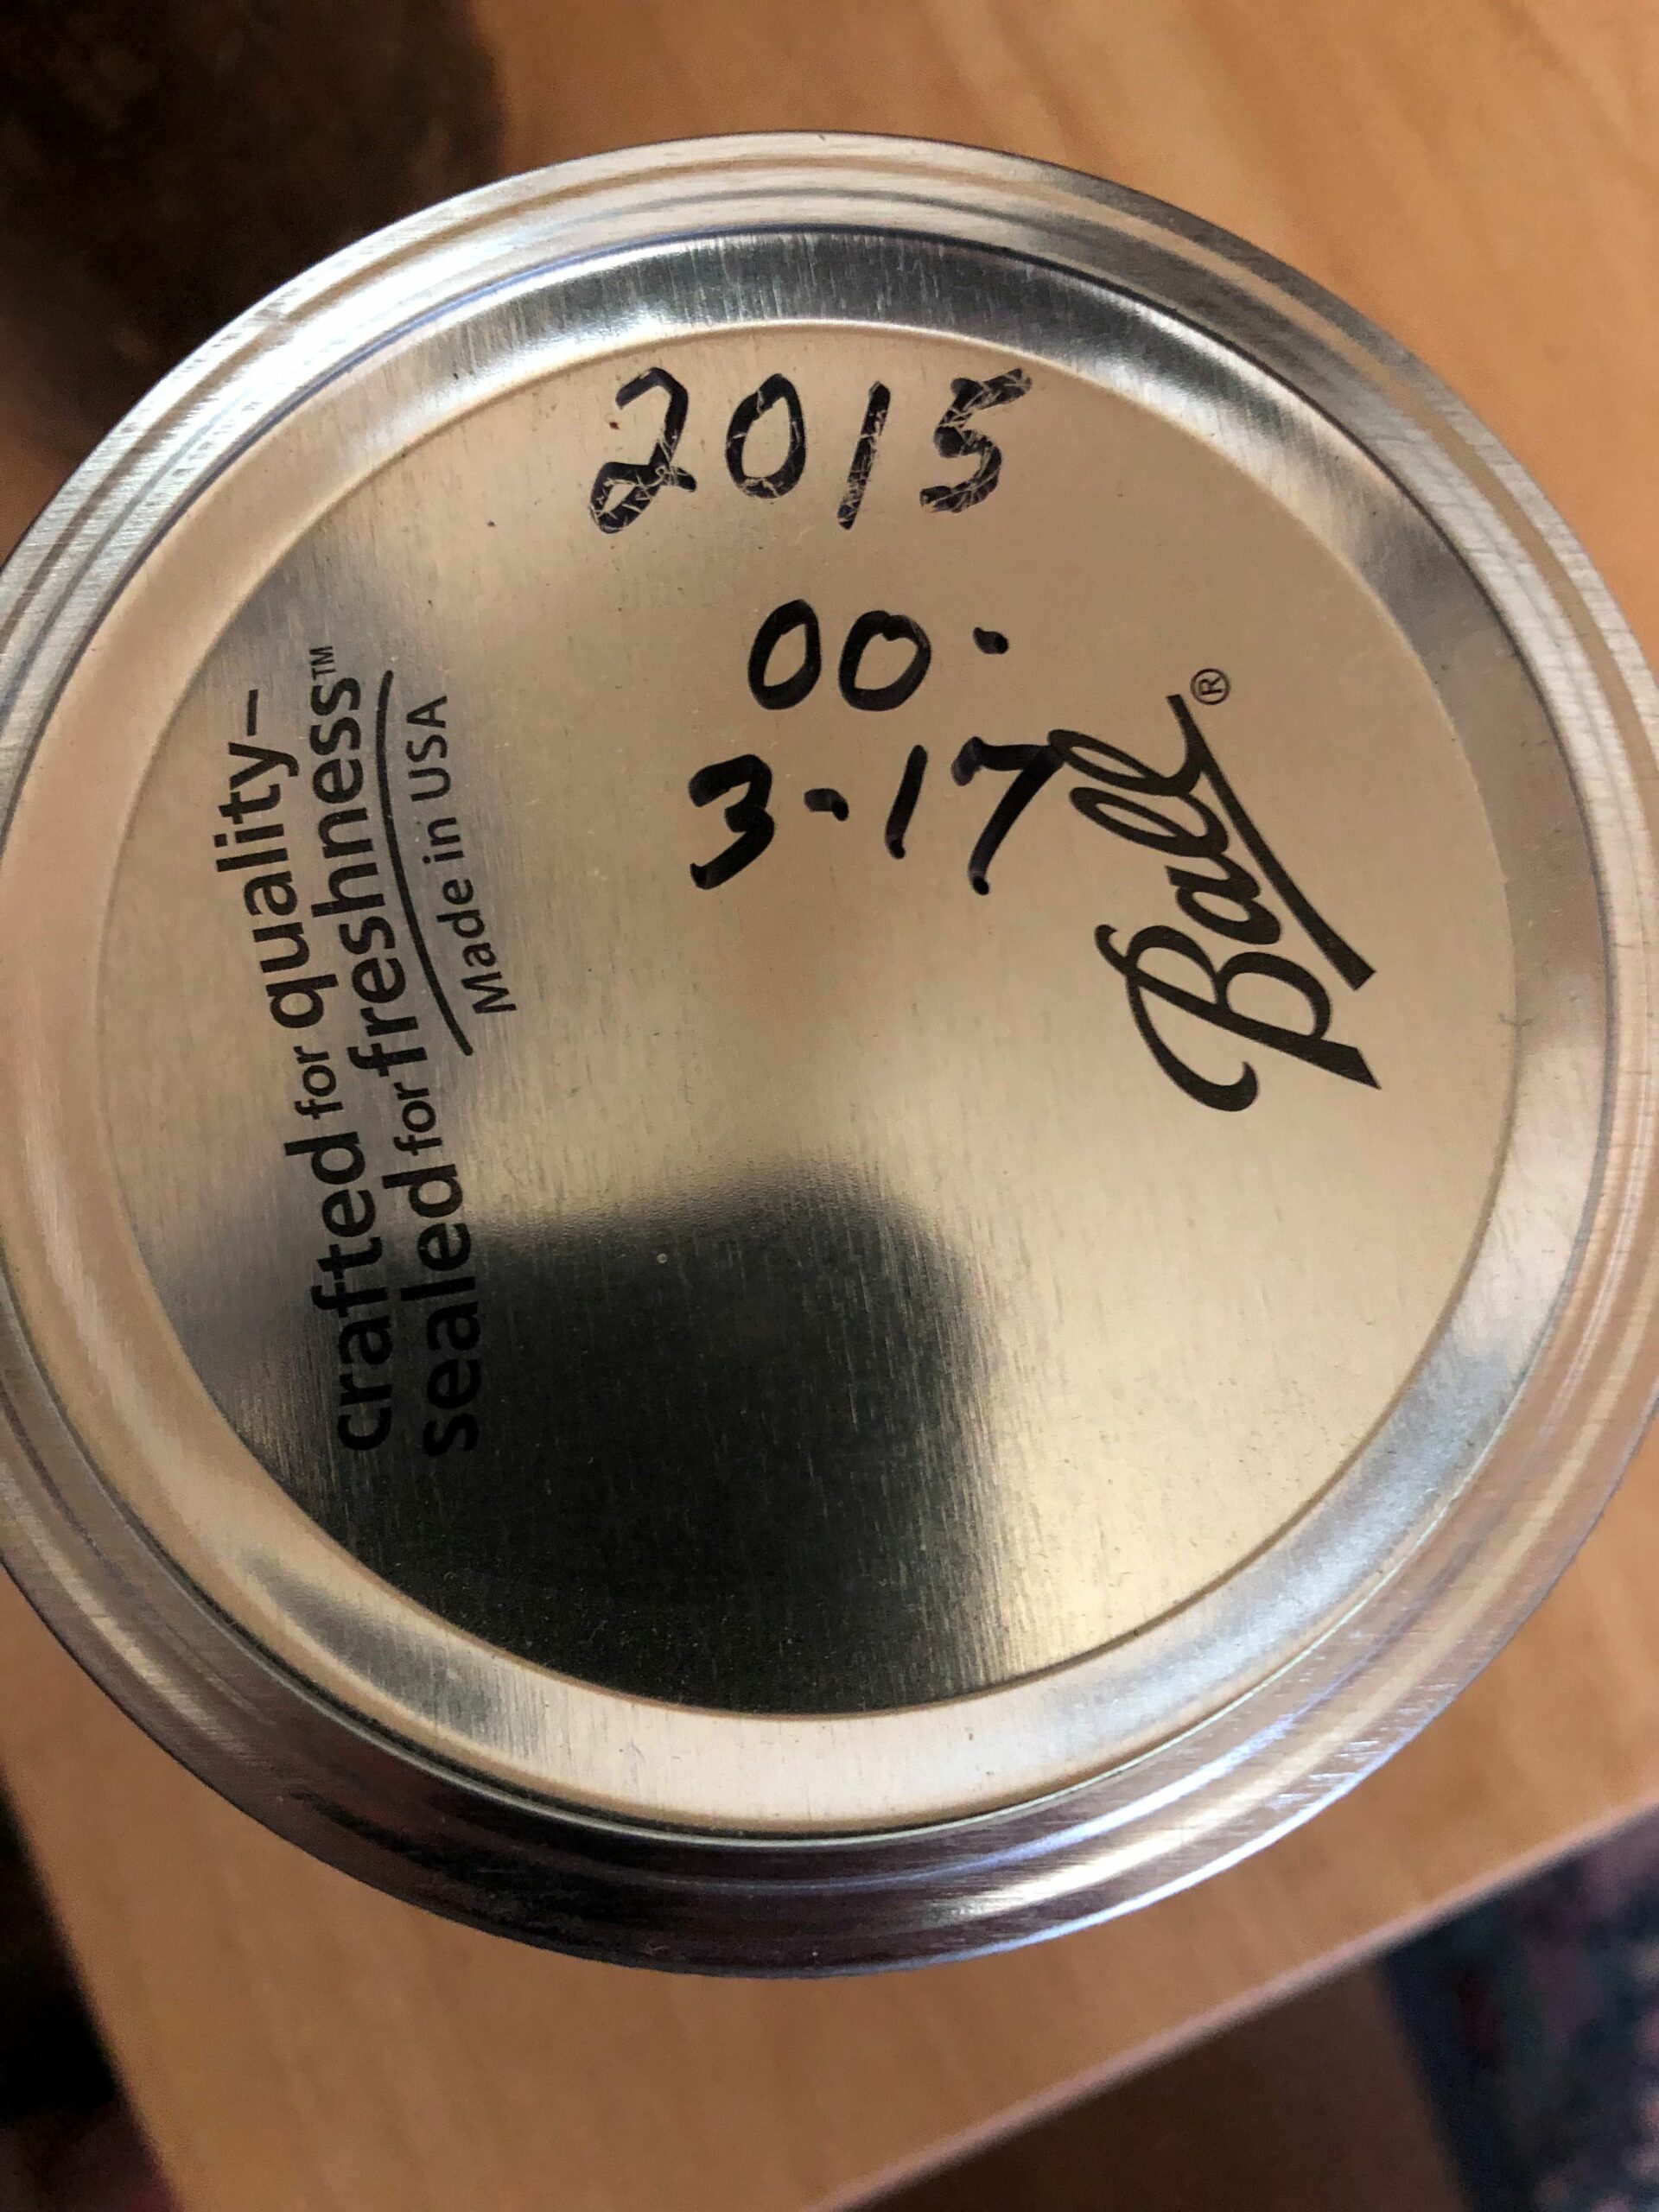 2015
00.
3.17
Ball®
crafted for quality–
sealed for freshness™
Made in USA